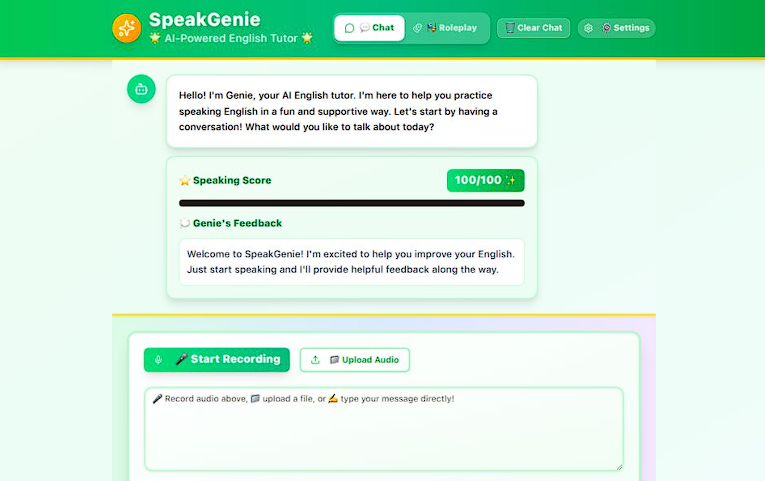 SpeakGenie
🌟 AI-Powered English Tutor 🌟
💬 Chat
🎭 Roleplay
🗑️ Clear Chat
⚙️ Settings
Hello! I'm Genie, your AI English tutor. I'm here to help you practice
speaking English in a fun and supportive way. Let's start by having a
conversation! What would you like to talk about today?
⭐ Speaking Score
100/100 ✨
💭 Genie's Feedback
Welcome to SpeakGenie! I'm excited to help you improve your English.
Just start speaking and I'll provide helpful feedback along the way.
🎤 Start Recording
📁 Upload Audio
🎤 Record audio above, 📁 upload a file, or ✍️ type your message directly!